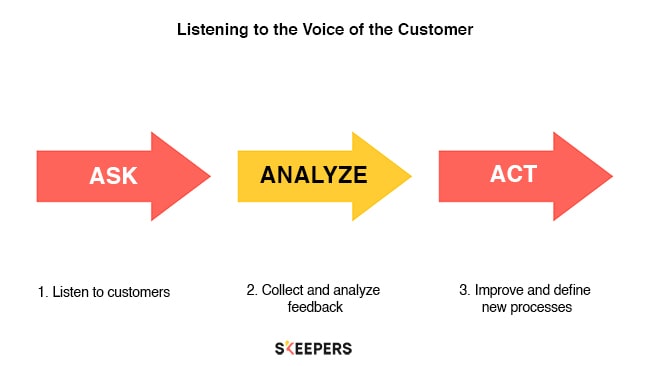 Listening to the Voice of the Customer
ASK
ANALYZE
ACT
1. Listen to customers
2. Collect and analyze
feedback
3. Improve and define
new processes
SKEEPERS